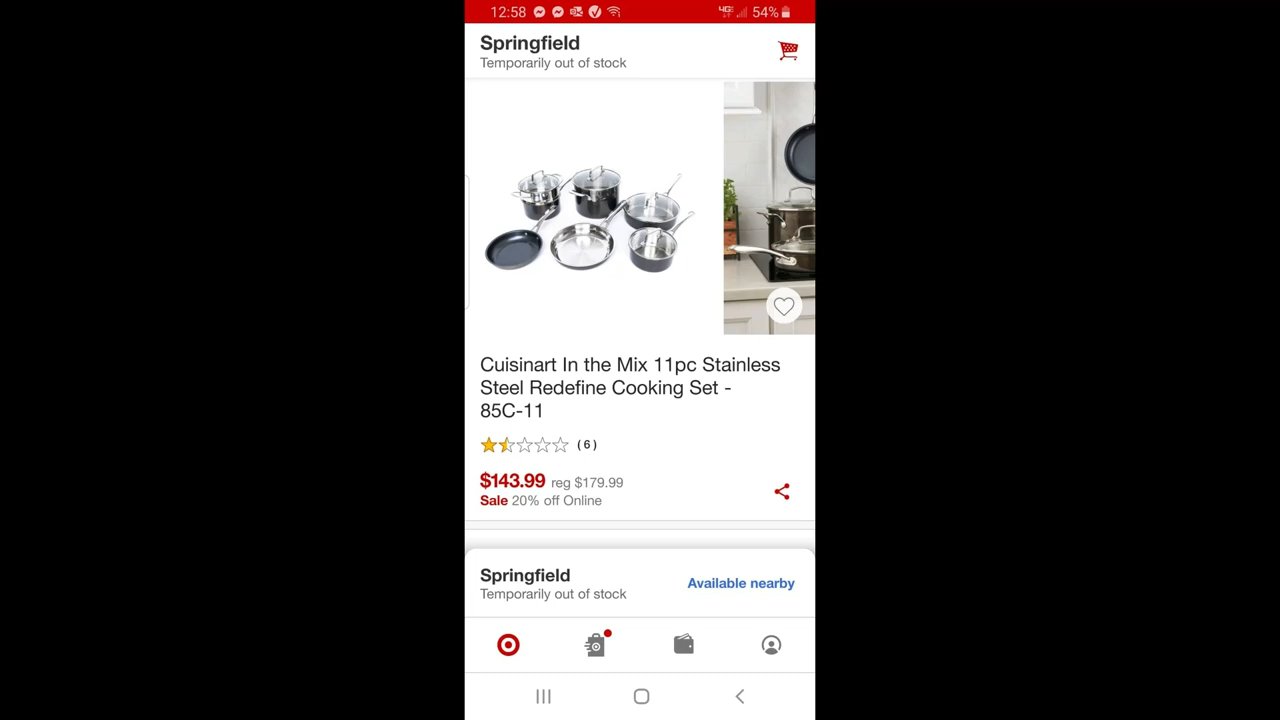 12:58 4GE 54%
Springfield
Temporarily out of stock
Cuisinart In the Mix 11pc Stainless
Steel Redefine Cooking Set -
85C-11
(6)
$143.99 reg $179.99
Sale 20% off Online
Springfield
Temporarily out of stock
Available nearby